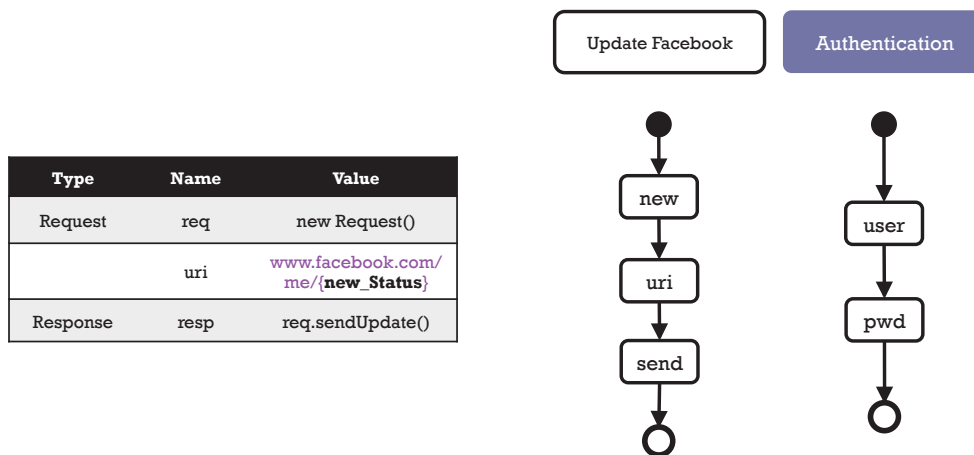 Update Facebook
Authentication
Type Name Value
Request req new Request()
uri www.facebook.com/
me/{new_Status}
Response resp req.sendUpdate()
new
uri
send
user
pwd